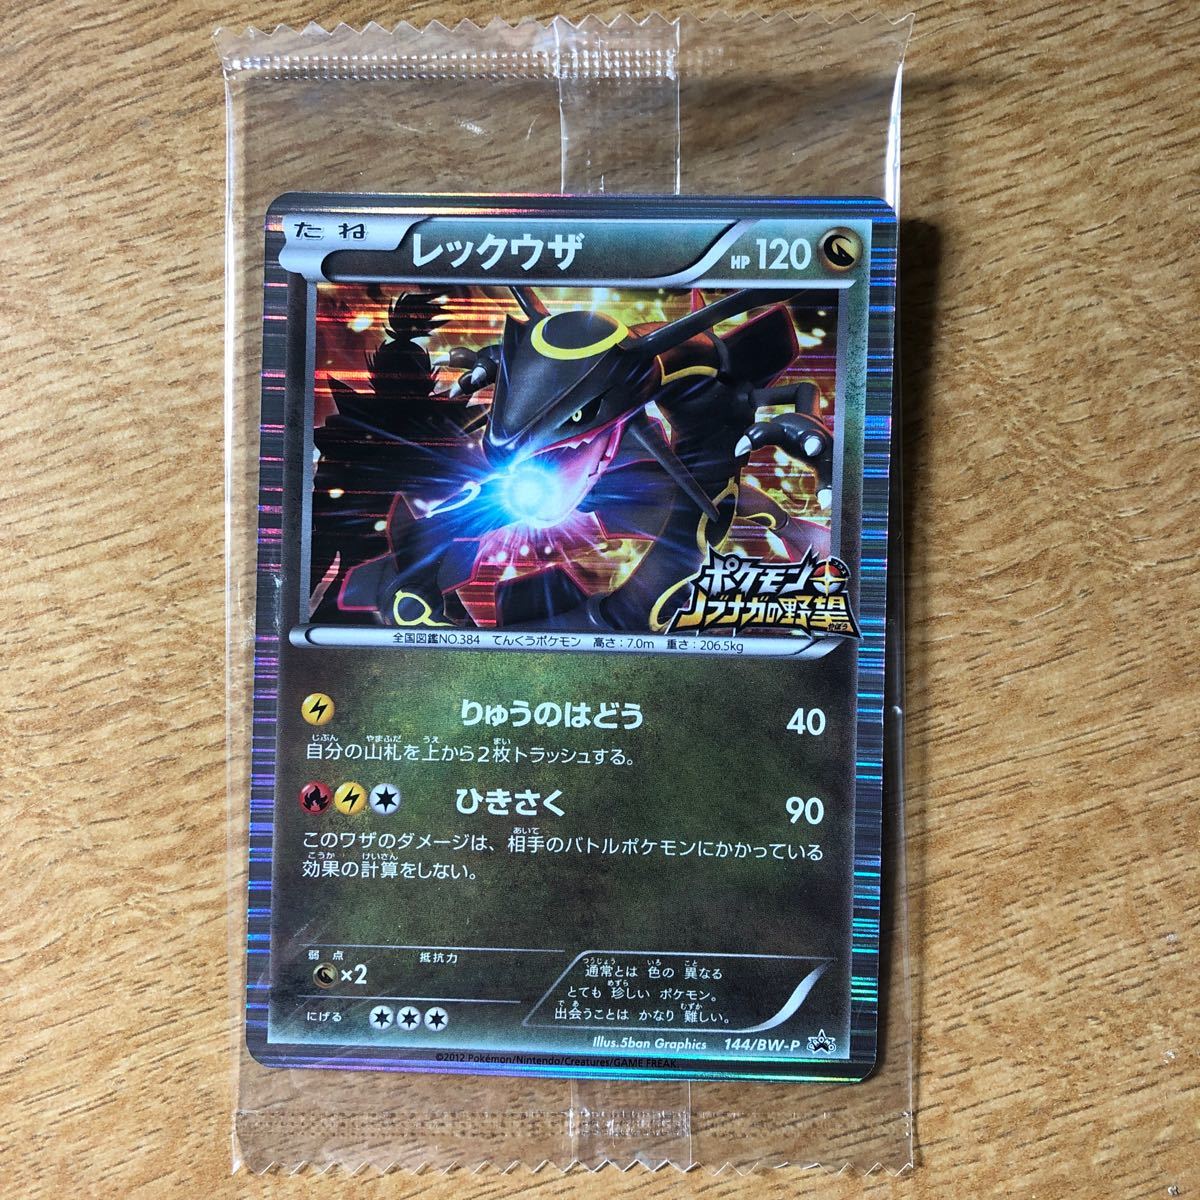 たね レックウザ HP 120
ポケモン
ノブナガの野望
全国図鑑NO.384 てんくうポケモン 高さ:7.0m 重さ:206.5kg
りゅうのはどう 40
自分の山札を上から2枚トラッシュする。
ひきさく 90
このワザのダメージは、相手のバトルポケモンにかかっている
効果の計算をしない。
弱点 抵抗力
×2
にげる
通常とは 色の 異なる
とても 珍しい ポケモン。
出会うことは かなり 難しい。
Illus.5ban Graphics 144/BW-P
©2012 Pokémon/Nintendo/Creatures/GAME FREAK.